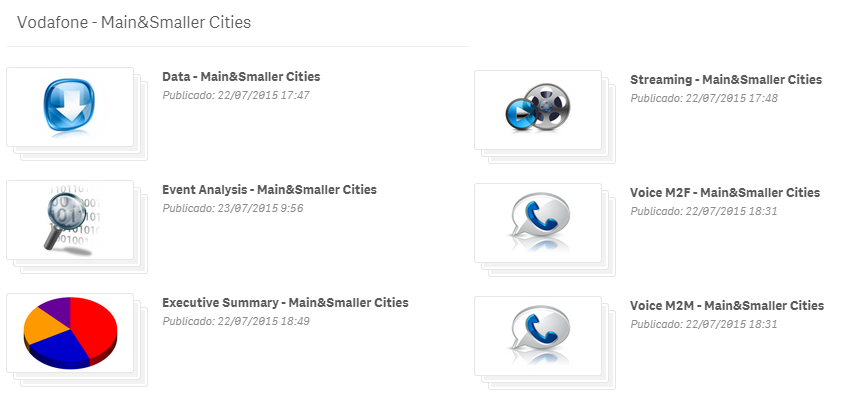 Vodafone - Main&Smaller Cities
Data - Main&Smaller Cities
Publicado: 22/07/2015 17:47
Streaming - Main&Smaller Cities
Publicado: 22/07/2015 17:48
Event Analysis - Main&Smaller Cities
Publicado: 23/07/2015 9:56
Voice M2F - Main&Smaller Cities
Publicado: 22/07/2015 18:31
Executive Summary - Main&Smaller Cities
Publicado: 22/07/2015 18:49
Voice M2M - Main&Smaller Cities
Publicado: 22/07/2015 18:31